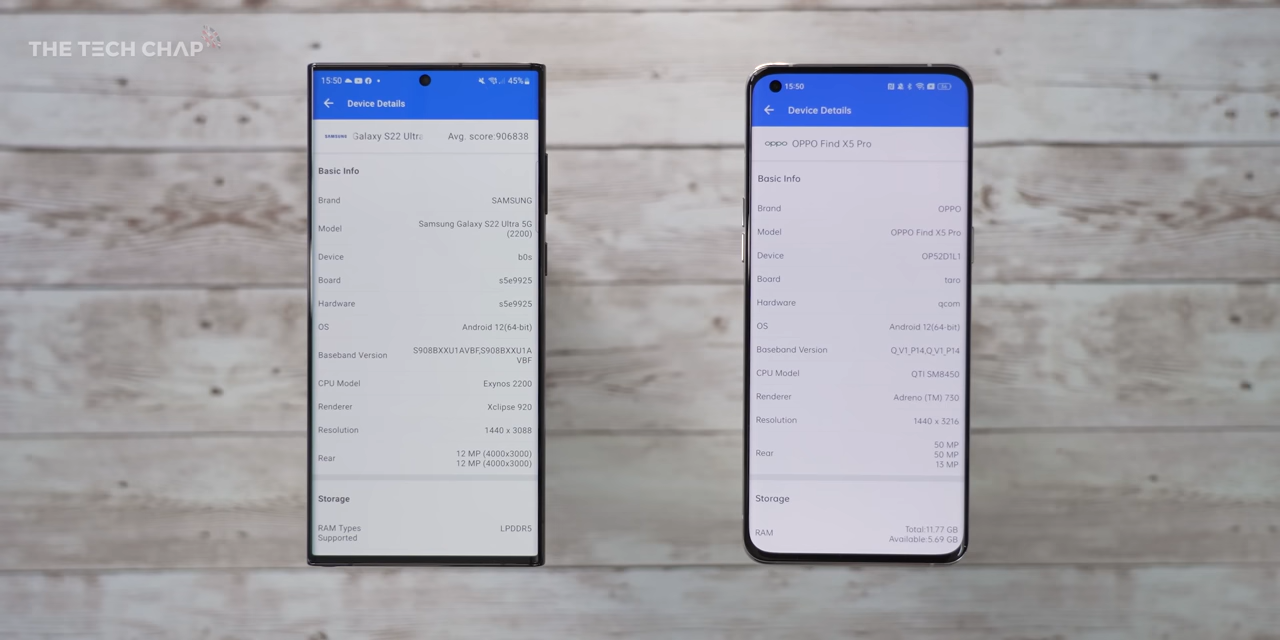 THE TECH CHAP
15:50
45%
Device Details
SAMSUNG Galaxy S22 Ultra Avg. score:906838
Basic Info
Brand SAMSUNG
Model Samsung Galaxy S22 Ultra 5G
(2200)
Device b0s
Board s5e9925
Hardware s5e9925
OS Android 12(64-bit)
Baseband Version S908BXXU1AVBF,S908BXXU1A
VBF
CPU Model Exynos 2200
Renderer Xclipse 920
Resolution 1440 x 3088
Rear 12 MP (4000x3000)
12 MP (4000x3000)
Storage
RAM Types LPDDR5
Supported
15:50
Device Details
oppo OPPO Find X5 Pro
Basic Info
Brand OPPO
Model OPPO Find X5 Pro
Device OP52D1L1
Board taro
Hardware qcom
OS Android 12(64-bit)
Baseband Version Q_V1_P14,Q_V1_P14
CPU Model QTI SM8450
Renderer Adreno (TM) 730
Resolution 1440 x 3216
Rear 50 MP
50 MP
13 MP
Storage
RAM Total:11.77 GB
Available:5.69 GB